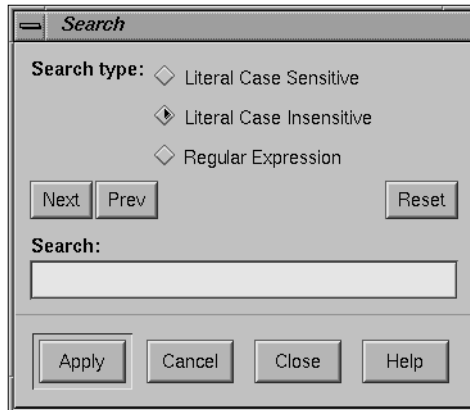 Search
Search type: Literal Case Sensitive
Literal Case Insensitive
Regular Expression
Next Prev Reset
Search:
Apply Cancel Close Help